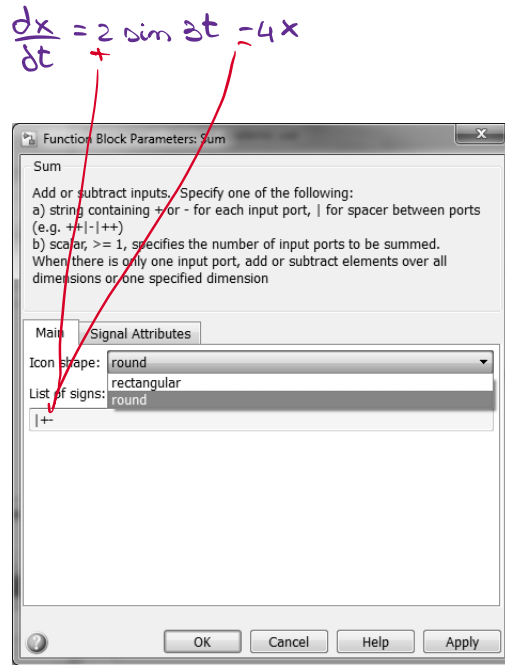 dx/dt = 2 sin 3t - 4x
+ -
Function Block Parameters: Sum
X
Sum
Add or subtract inputs. Specify one of the following:
a) string containing + or - for each input port, | for spacer between ports
(e.g. ++|-|++)
b) scalar, >= 1, specifies the number of input ports to be summed.
When there is only one input port, add or subtract elements over all
dimensions or one specified dimension
Main Signal Attributes
Icon shape: round
rectangular
List of signs: round
|+-
? OK Cancel Help Apply